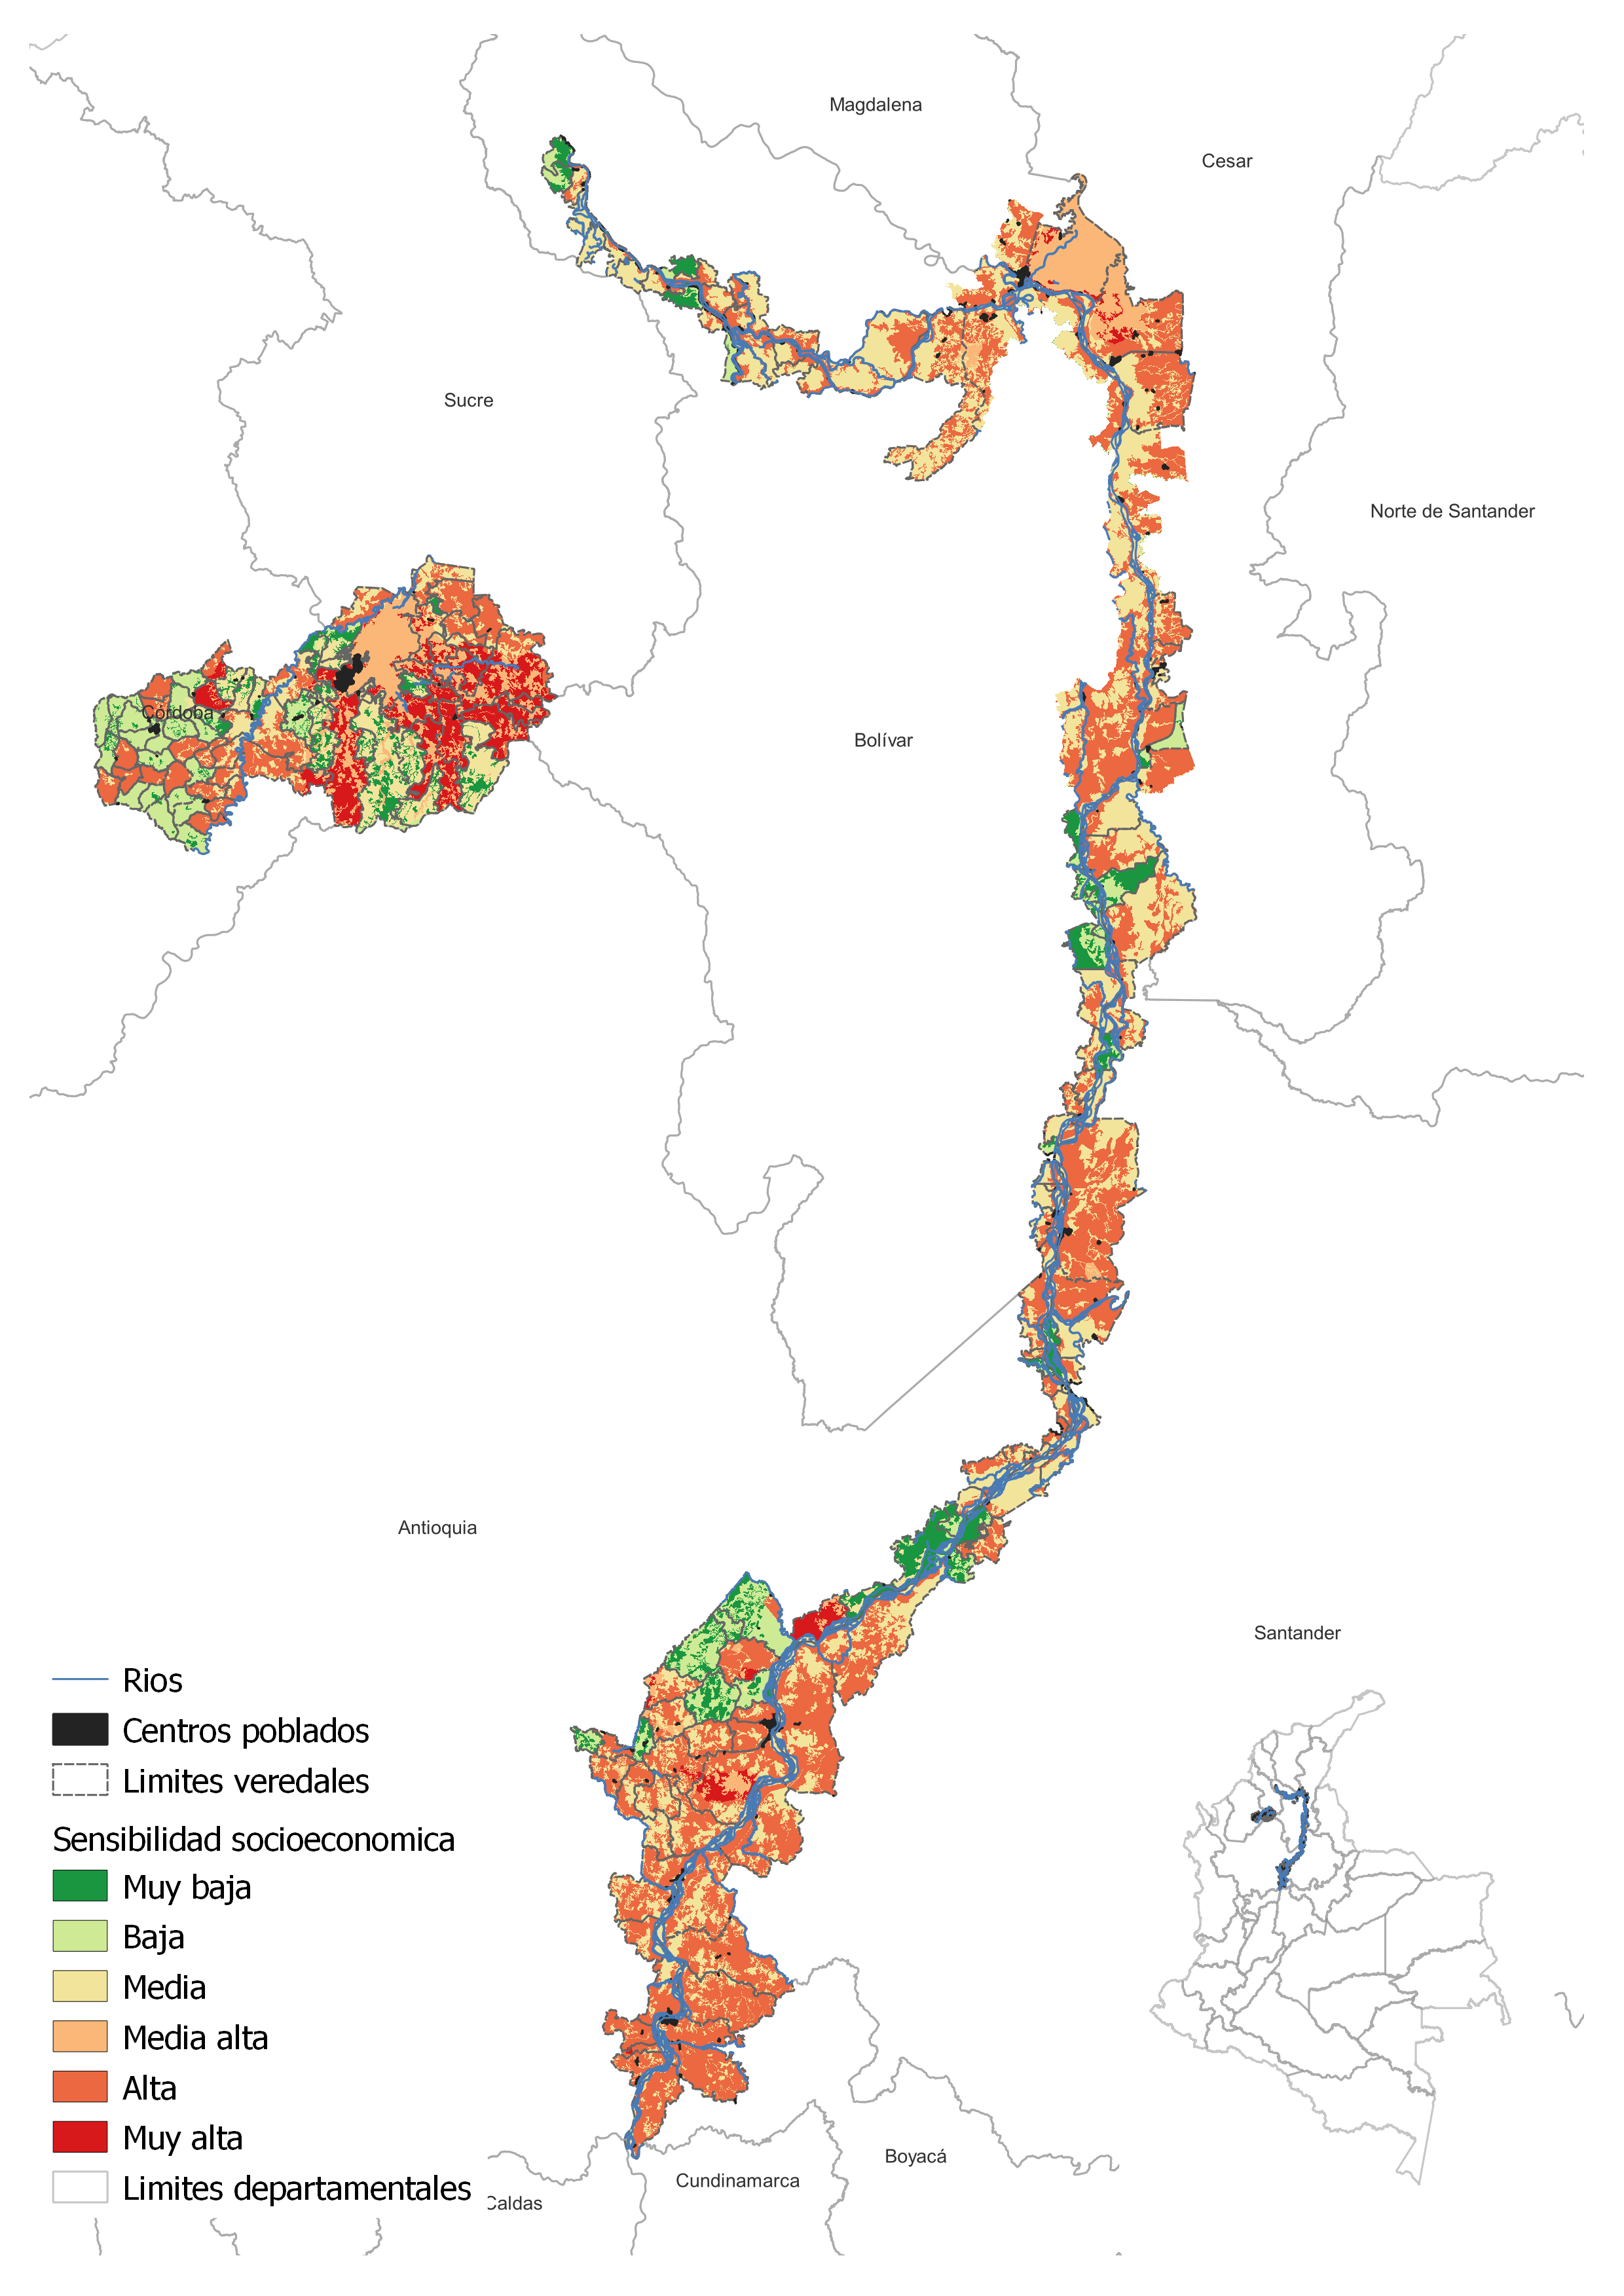 Magdalena
Cesar
Sucre
Norte de Santander
Córdoba
Bolívar
Antioquia
Santander
Rios
Centros poblados
Limites veredales
Sensibilidad socioeconomica
Muy baja
Baja
Media
Media alta
Alta
Muy alta
Limites departamentales
Boyacá
Cundinamarca
Caldas